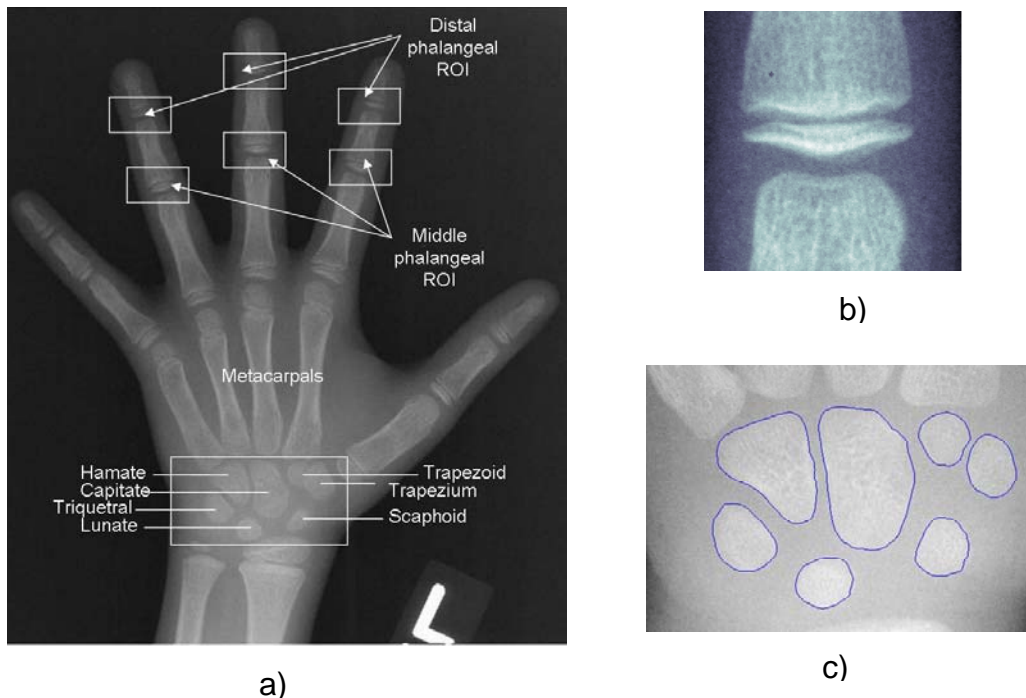 Distal
phalangeal
ROI
Middle
phalangeal
ROI
Metacarpals
Hamate
Capitate
Triquetral
Lunate
Trapezoid
Trapezium
Scaphoid
L
a)
b)
c)